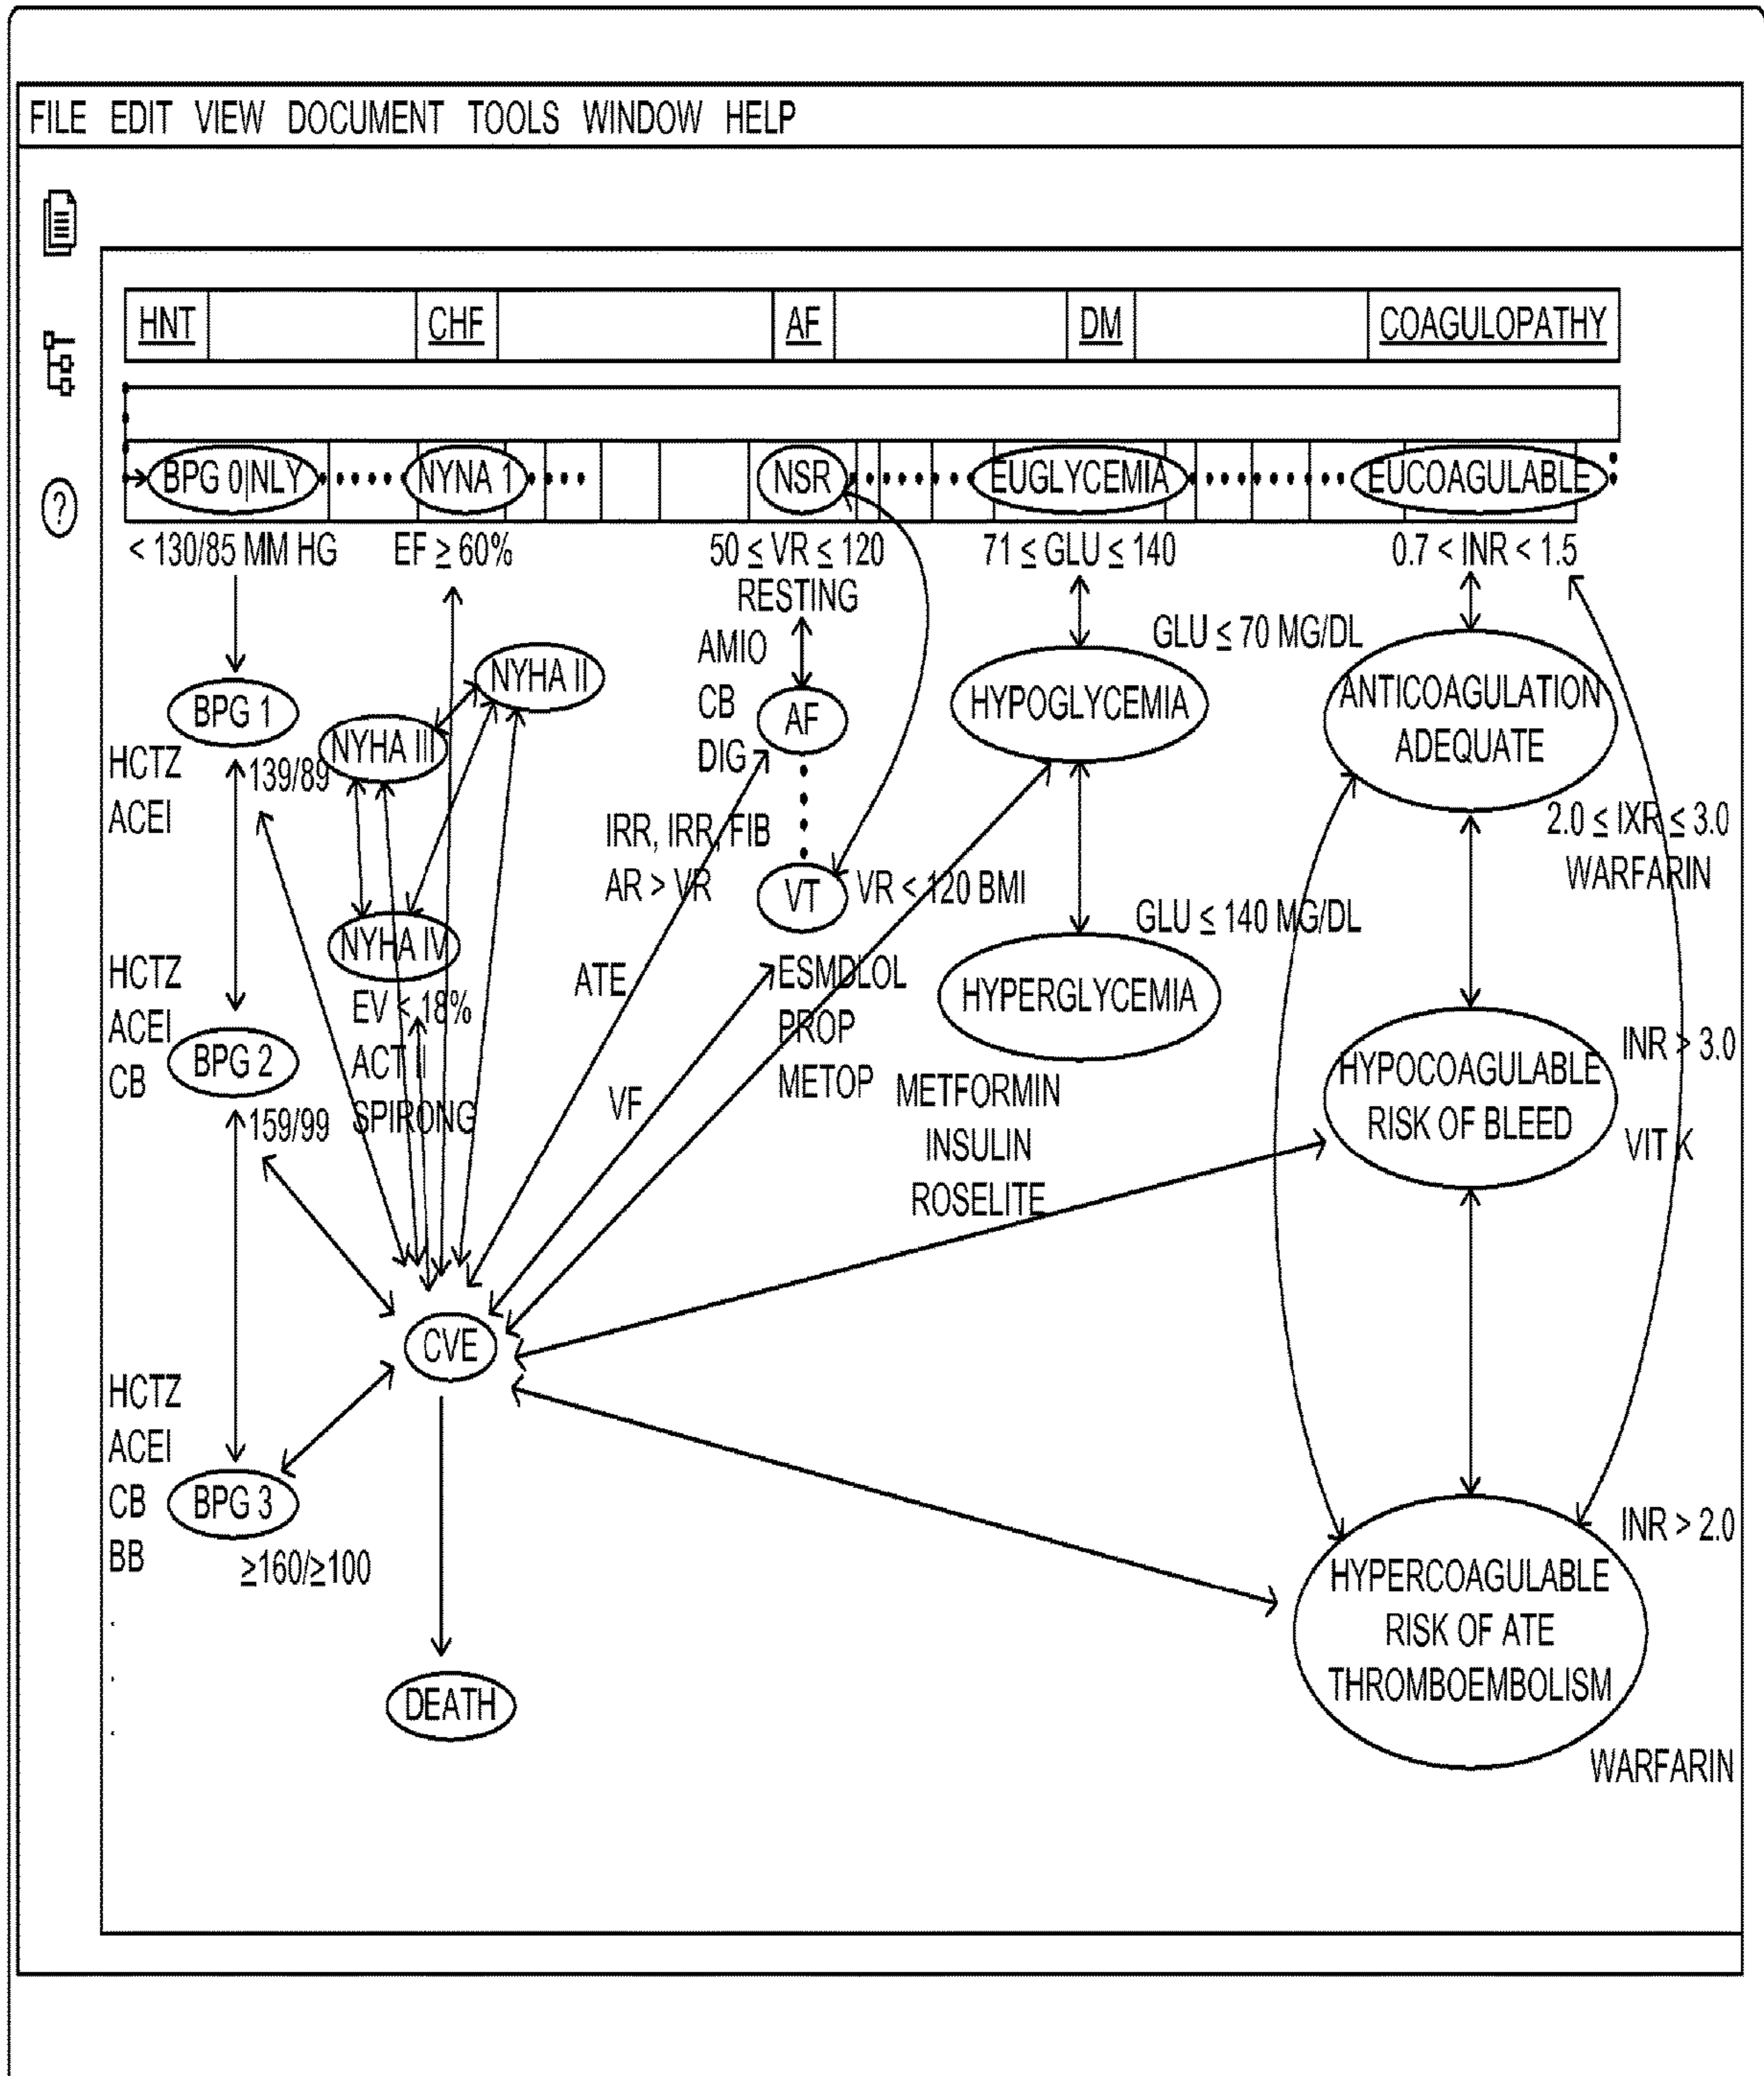 FILE EDIT VIEW DOCUMENT TOOLS WINDOW HELP
?
HNT
CHF
AF
DM
COAGULOPATHY
BPG 0|NLY
NYNA 1
NSR
EUGLYCEMIA
EUCOAGULABLE
< 130/85 MM HG
EF ≥ 60%
50 ≤ VR ≤ 120
RESTING
71 ≤ GLU ≤ 140
0.7 < INR < 1.5
BPG 1
139/89
HCTZ
ACEI
HCTZ
ACEI
CB
BPG 2
159/99
HCTZ
ACEI
CB
BB
BPG 3
≥160/≥100
NYHA II
NYHA III
NYHA IV
EV < 18%
ACT II
SPIRONG
CVE
DEATH
AMIO
CB
DIG
AF
IRR, IRR, FIB
AR > VR
VT
VR < 120 BMI
ATE
VF
ESMDLOL
PROP
METOP
GLU ≤ 70 MG/DL
HYPOGLYCEMIA
GLU ≤ 140 MG/DL
HYPERGLYCEMIA
METFORMIN
INSULIN
ROSELITE
ANTICOAGULATION
ADEQUATE
2.0 ≤ IXR ≤ 3.0
WARFARIN
HYPOCOAGULABLE
RISK OF BLEED
INR > 3.0
VIT K
INR > 2.0
HYPERCOAGULABLE
RISK OF ATE
THROMBOEMBOLISM
WARFARIN